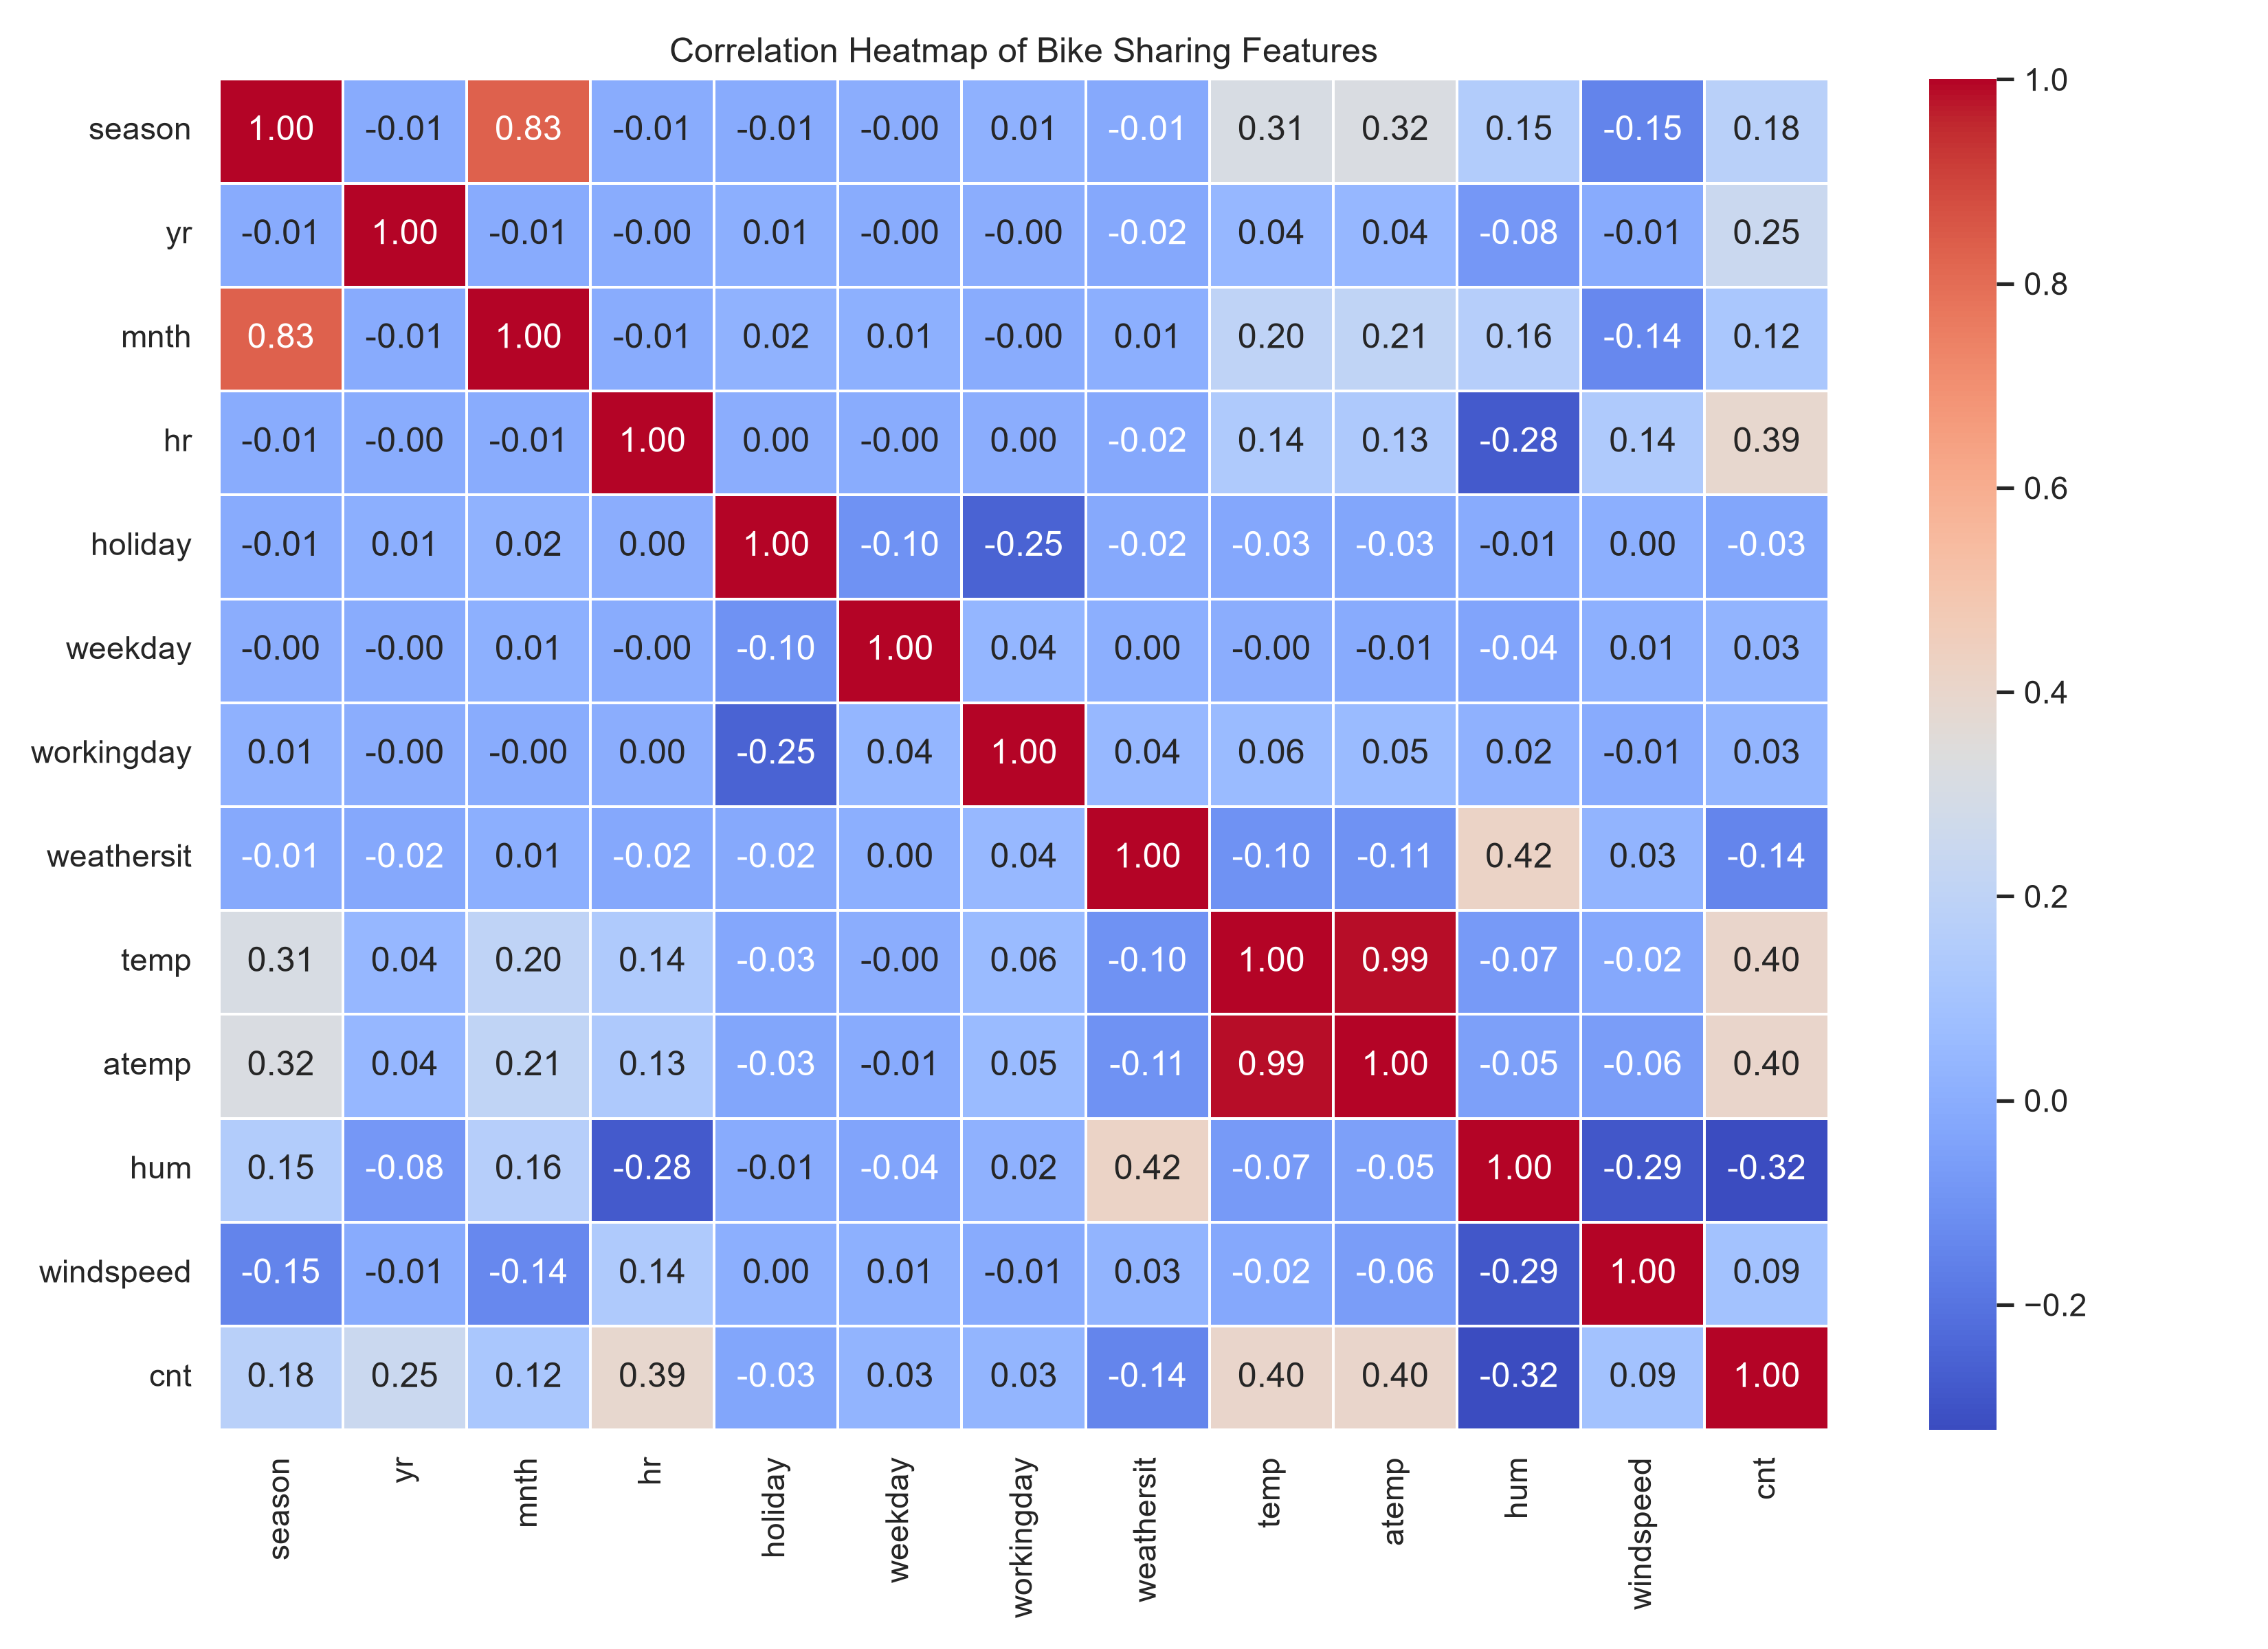 Correlation Heatmap of Bike Sharing Features
season 1.00 -0.01 0.83 -0.01 -0.01 -0.00 0.01 -0.01 0.31 0.32 0.15 -0.15 0.18
yr -0.01 1.00 -0.01 -0.00 0.01 -0.00 -0.00 -0.02 0.04 0.04 -0.08 -0.01 0.25
mnth 0.83 -0.01 1.00 -0.01 0.02 0.01 -0.00 0.01 0.20 0.21 0.16 -0.14 0.12
hr -0.01 -0.00 -0.01 1.00 0.00 -0.00 0.00 -0.02 0.14 0.13 -0.28 0.14 0.39
holiday -0.01 0.01 0.02 0.00 1.00 -0.10 -0.25 -0.02 -0.03 -0.03 -0.01 0.00 -0.03
weekday -0.00 -0.00 0.01 -0.00 -0.10 1.00 0.04 0.00 -0.00 -0.01 -0.04 0.01 0.03
workingday 0.01 -0.00 -0.00 0.00 -0.25 0.04 1.00 0.04 0.06 0.05 0.02 -0.01 0.03
weathersit -0.01 -0.02 0.01 -0.02 -0.02 0.00 0.04 1.00 -0.10 -0.11 0.42 0.03 -0.14
temp 0.31 0.04 0.20 0.14 -0.03 -0.00 0.06 -0.10 1.00 0.99 -0.07 -0.02 0.40
atemp 0.32 0.04 0.21 0.13 -0.03 -0.01 0.05 -0.11 0.99 1.00 -0.05 -0.06 0.40
hum 0.15 -0.08 0.16 -0.28 -0.01 -0.04 0.02 0.42 -0.07 -0.05 1.00 -0.29 -0.32
windspeed -0.15 -0.01 -0.14 0.14 0.00 0.01 -0.01 0.03 -0.02 -0.06 -0.29 1.00 0.09
cnt 0.18 0.25 0.12 0.39 -0.03 0.03 0.03 -0.14 0.40 0.40 -0.32 0.09 1.00
season yr mnth hr holiday weekday workingday weathersit temp atemp hum windspeed cnt
1.0
0.8
0.6
0.4
0.2
0.0
−0.2